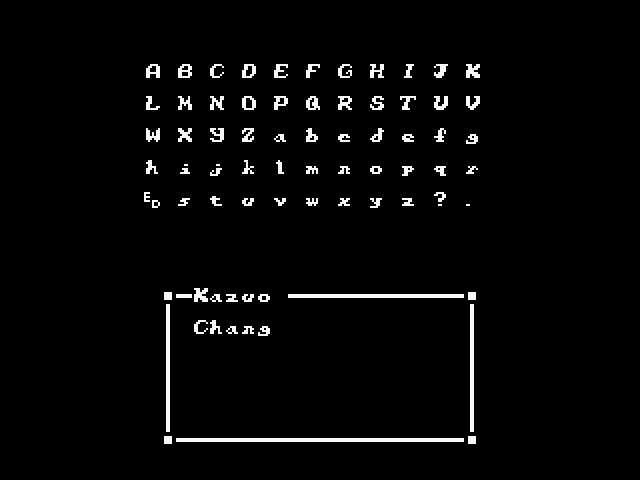 A B C D E F G H I J K
L M N O P Q R S T U V
W X Y Z a b c d e f g
h i j k l m n o p q r
ED s t u v w x y z ? .
Kazuo
Chang